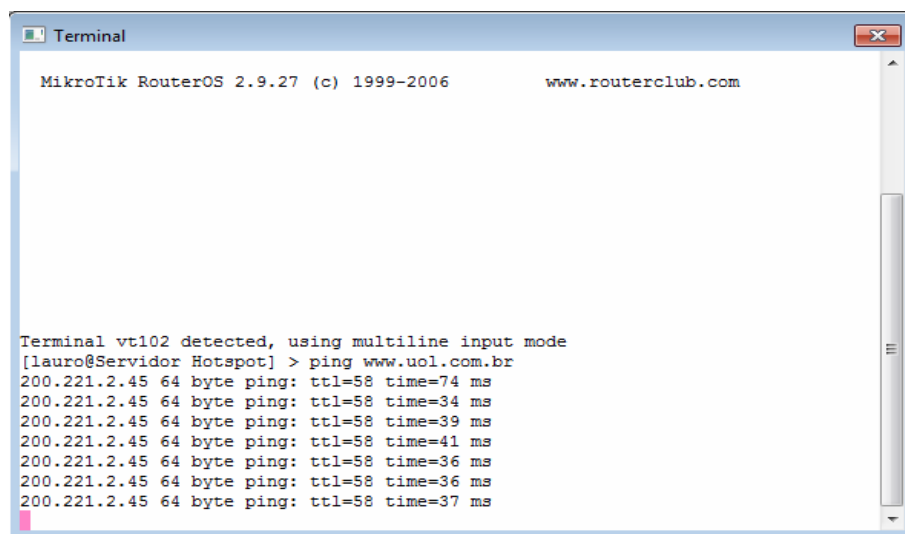 Terminal
MikroTik RouterOS 2.9.27 (c) 1999-2006 www.routerclub.com
Terminal vt102 detected, using multiline input mode
[lauro@Servidor Hotspot] > ping www.uol.com.br
200.221.2.45 64 byte ping: ttl=58 time=74 ms
200.221.2.45 64 byte ping: ttl=58 time=34 ms
200.221.2.45 64 byte ping: ttl=58 time=39 ms
200.221.2.45 64 byte ping: ttl=58 time=41 ms
200.221.2.45 64 byte ping: ttl=58 time=36 ms
200.221.2.45 64 byte ping: ttl=58 time=36 ms
200.221.2.45 64 byte ping: ttl=58 time=37 ms